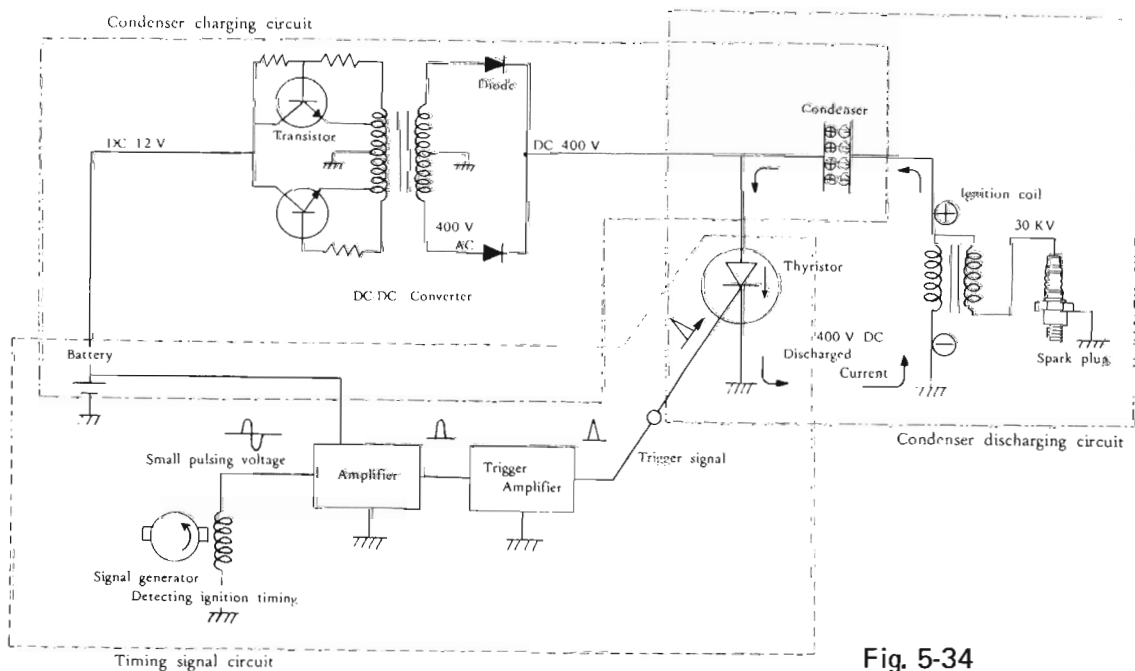 Condenser charging circuit
Diode
Transistor
Condenser
DC 12 V
DC 400 V
Ignition coil
30 KV
400 V
AC
Thyristor
DC-DC Converter
400 V DC
Discharged
Current
Battery
Spark plug
Condenser discharging circuit
Small pulsing voltage
Amplifier
Trigger
Amplifier
Trigger signal
Signal generator
Detecting ignition timing
Timing signal circuit
Fig. 5-34